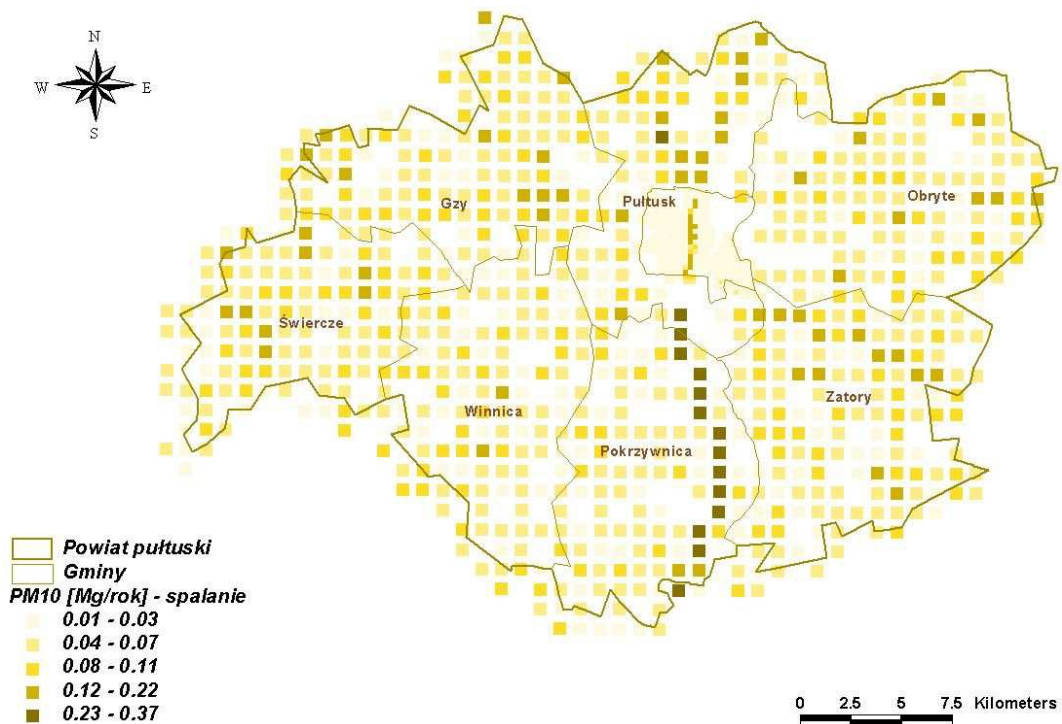 N
W E
S
Gzy
Pułtusk
Obryte
Świercze
Winnica
Pokrzywnica
Zatory
Powiat pułtuski
Gminy
PM10 [Mg/rok] - spalanie
0.01 - 0.03
0.04 - 0.07
0.08 - 0.11
0.12 - 0.22
0.23 - 0.37
0 2.5 5 7.5 Kilometers